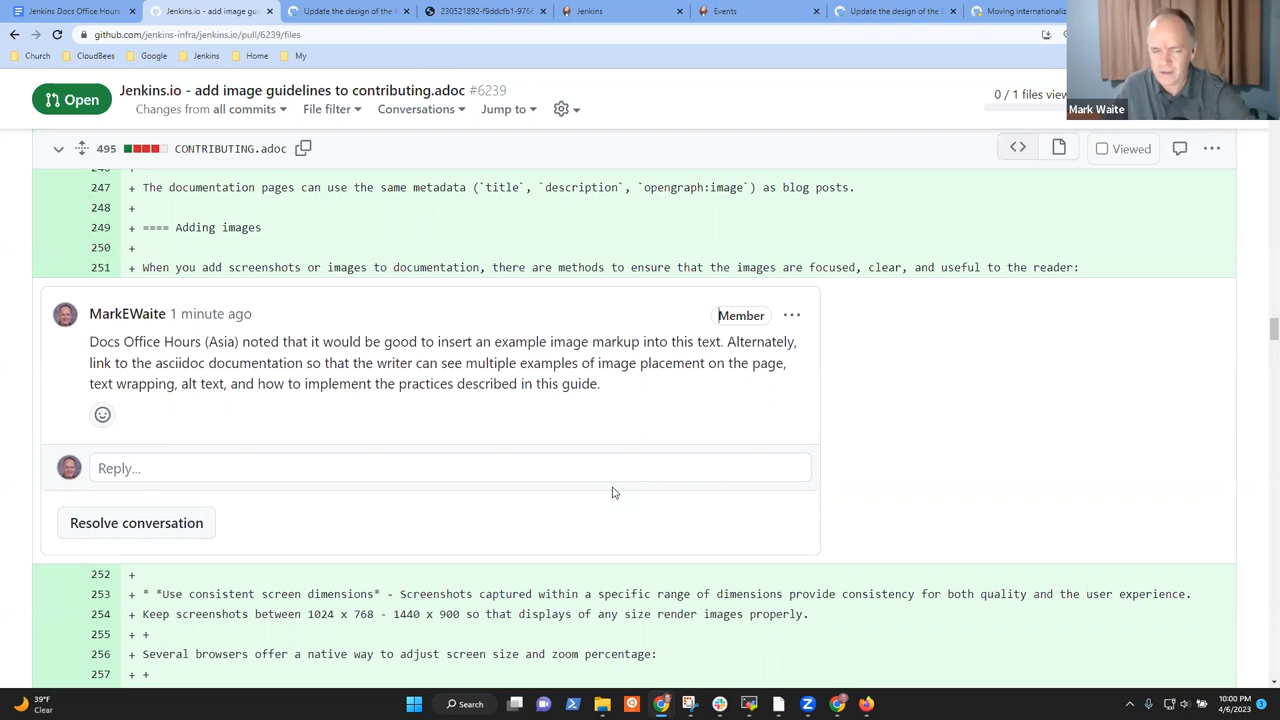 Jenkins Docs Office Hours
Jenkins.io - add image guid
Update the design of the
230521892-f9ddcfb1-976
Jenkins
Events
Update the design of the
Moving internationaliz
github.com/jenkins-infra/jenkins.io/pull/6239/files
Church
CloudBees
Google
Jenkins
Home
My
Mark Waite
Open
Jenkins.io - add image guidelines to contributing.adoc #6239
Changes from all commits
File filter
Conversations
Jump to
0 / 1 files view
495
CONTRIBUTING.adoc
Viewed
247 + The documentation pages can use the same metadata (`title`, `description`, `opengraph:image`) as blog posts.
248 +
249 + ==== Adding images
250 +
251 + When you add screenshots or images to documentation, there are methods to ensure that the images are focused, clear, and useful to the reader:
MarkEWaite 1 minute ago
Member
Docs Office Hours (Asia) noted that it would be good to insert an example image markup into this text. Alternately,
link to the asciidoc documentation so that the writer can see multiple examples of image placement on the page,
text wrapping, alt text, and how to implement the practices described in this guide.
Reply...
Resolve conversation
252 +
253 + * *Use consistent screen dimensions* - Screenshots captured within a specific range of dimensions provide consistency for both quality and the user experience.
254 + Keep screenshots between 1024 x 768 - 1440 x 900 so that displays of any size render images properly.
255 + +
256 + Several browsers offer a native way to adjust screen size and zoom percentage:
257 + +
39°F
Clear
Search
10:00 PM
4/6/2023
3